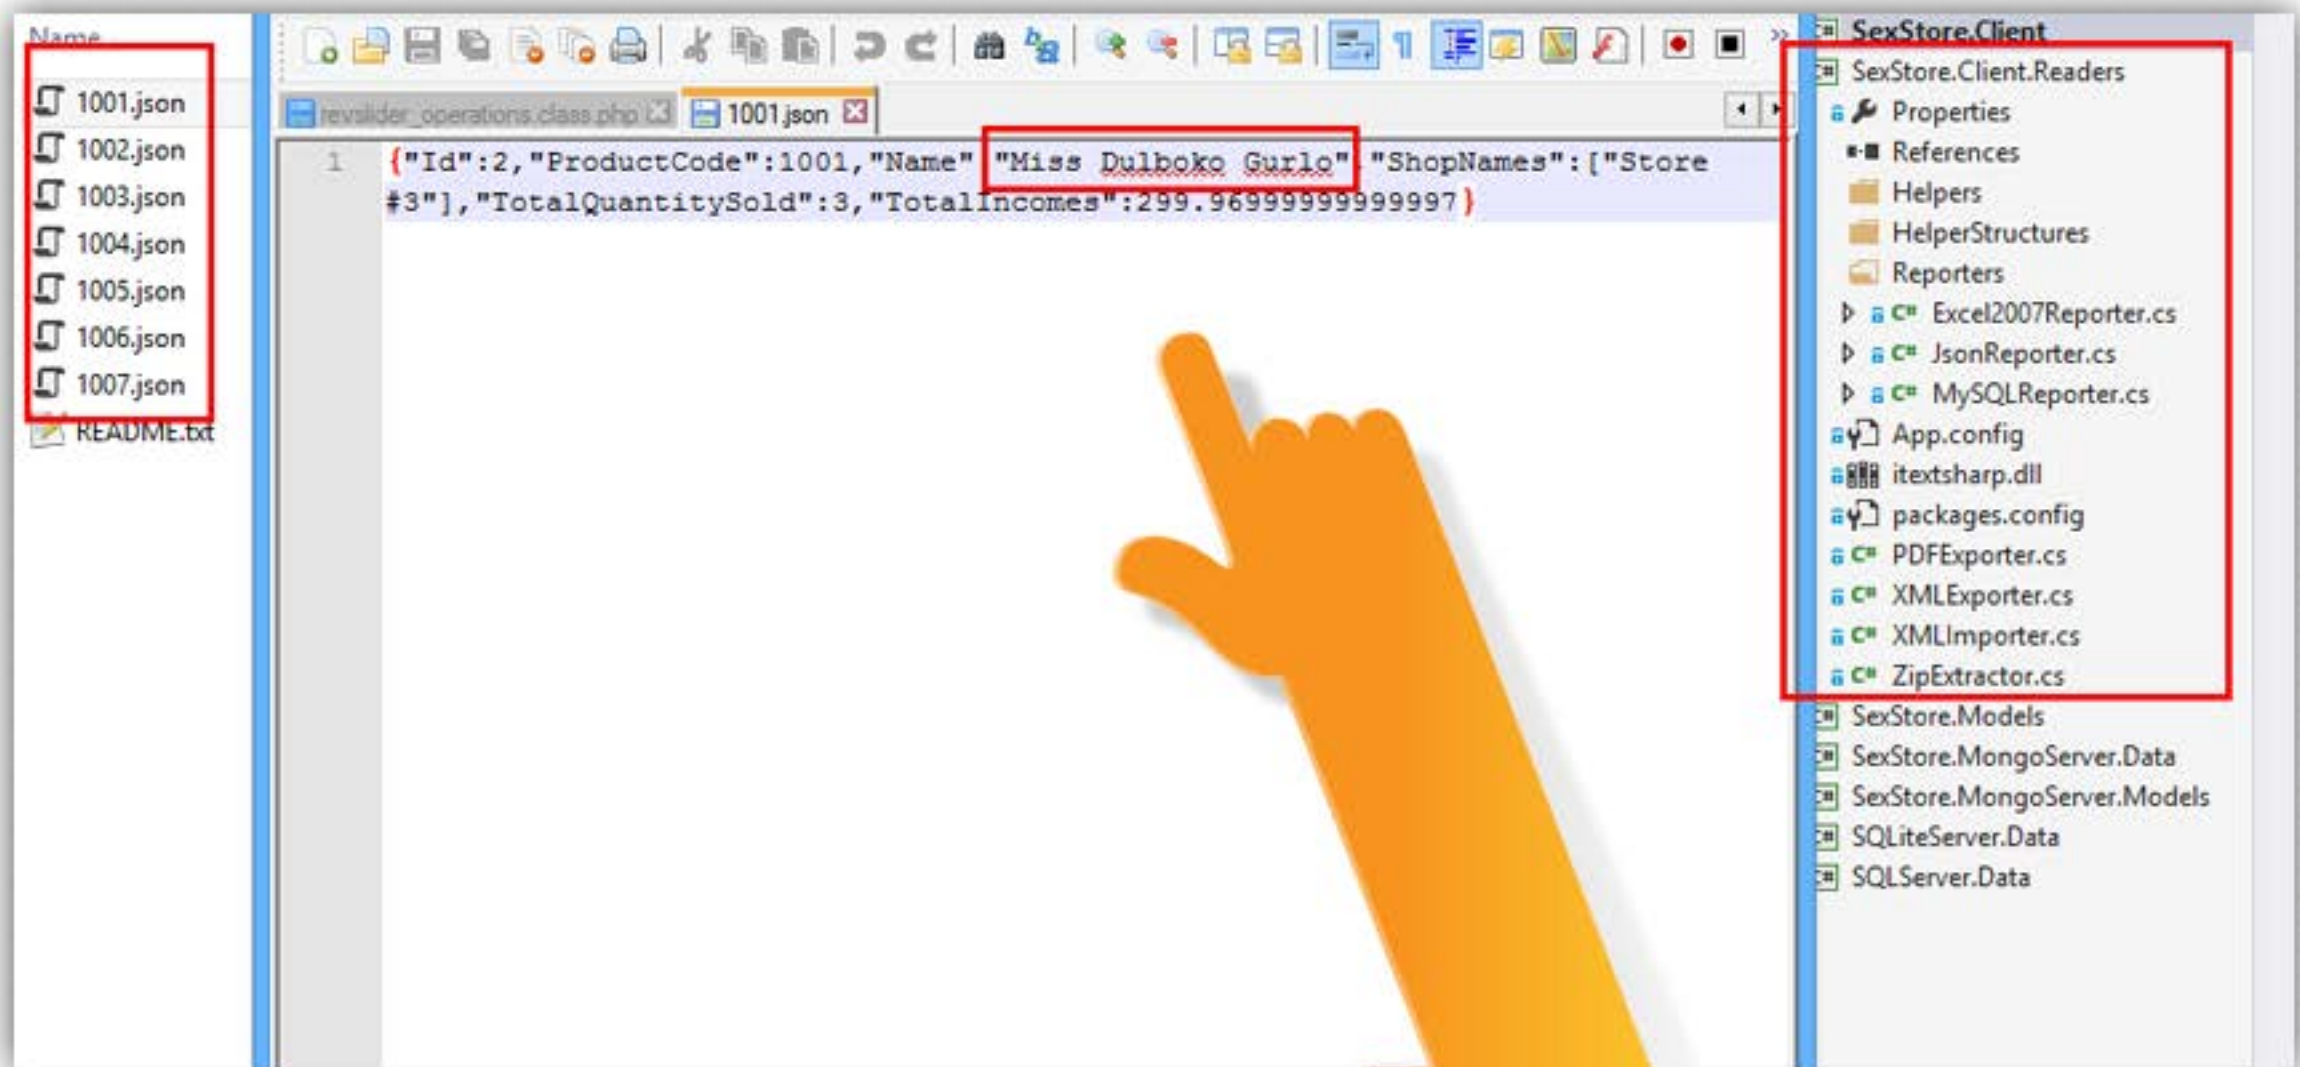 Name
1001.json
1002.json
1003.json
1004.json
1005.json
1006.json
1007.json
README.txt
revslider_operations.class.php
1001.json
1
{"Id":2,"ProductCode":1001,"Name" "Miss Dulboko Gurlo" "ShopNames":["Store
#3"],"TotalQuantitySold":3,"TotalIncomes":299.96999999999997}
SexStore.Client
SexStore.Client.Readers
Properties
References
Helpers
HelperStructures
Reporters
C# Excel2007Reporter.cs
C# JsonReporter.cs
C# MySQLReporter.cs
App.config
itextsharp.dll
packages.config
C# PDFExporter.cs
C# XMLExporter.cs
C# XMLImporter.cs
C# ZipExtractor.cs
SexStore.Models
SexStore.MongoServer.Data
SexStore.MongoServer.Models
SQLiteServer.Data
SQLServer.Data